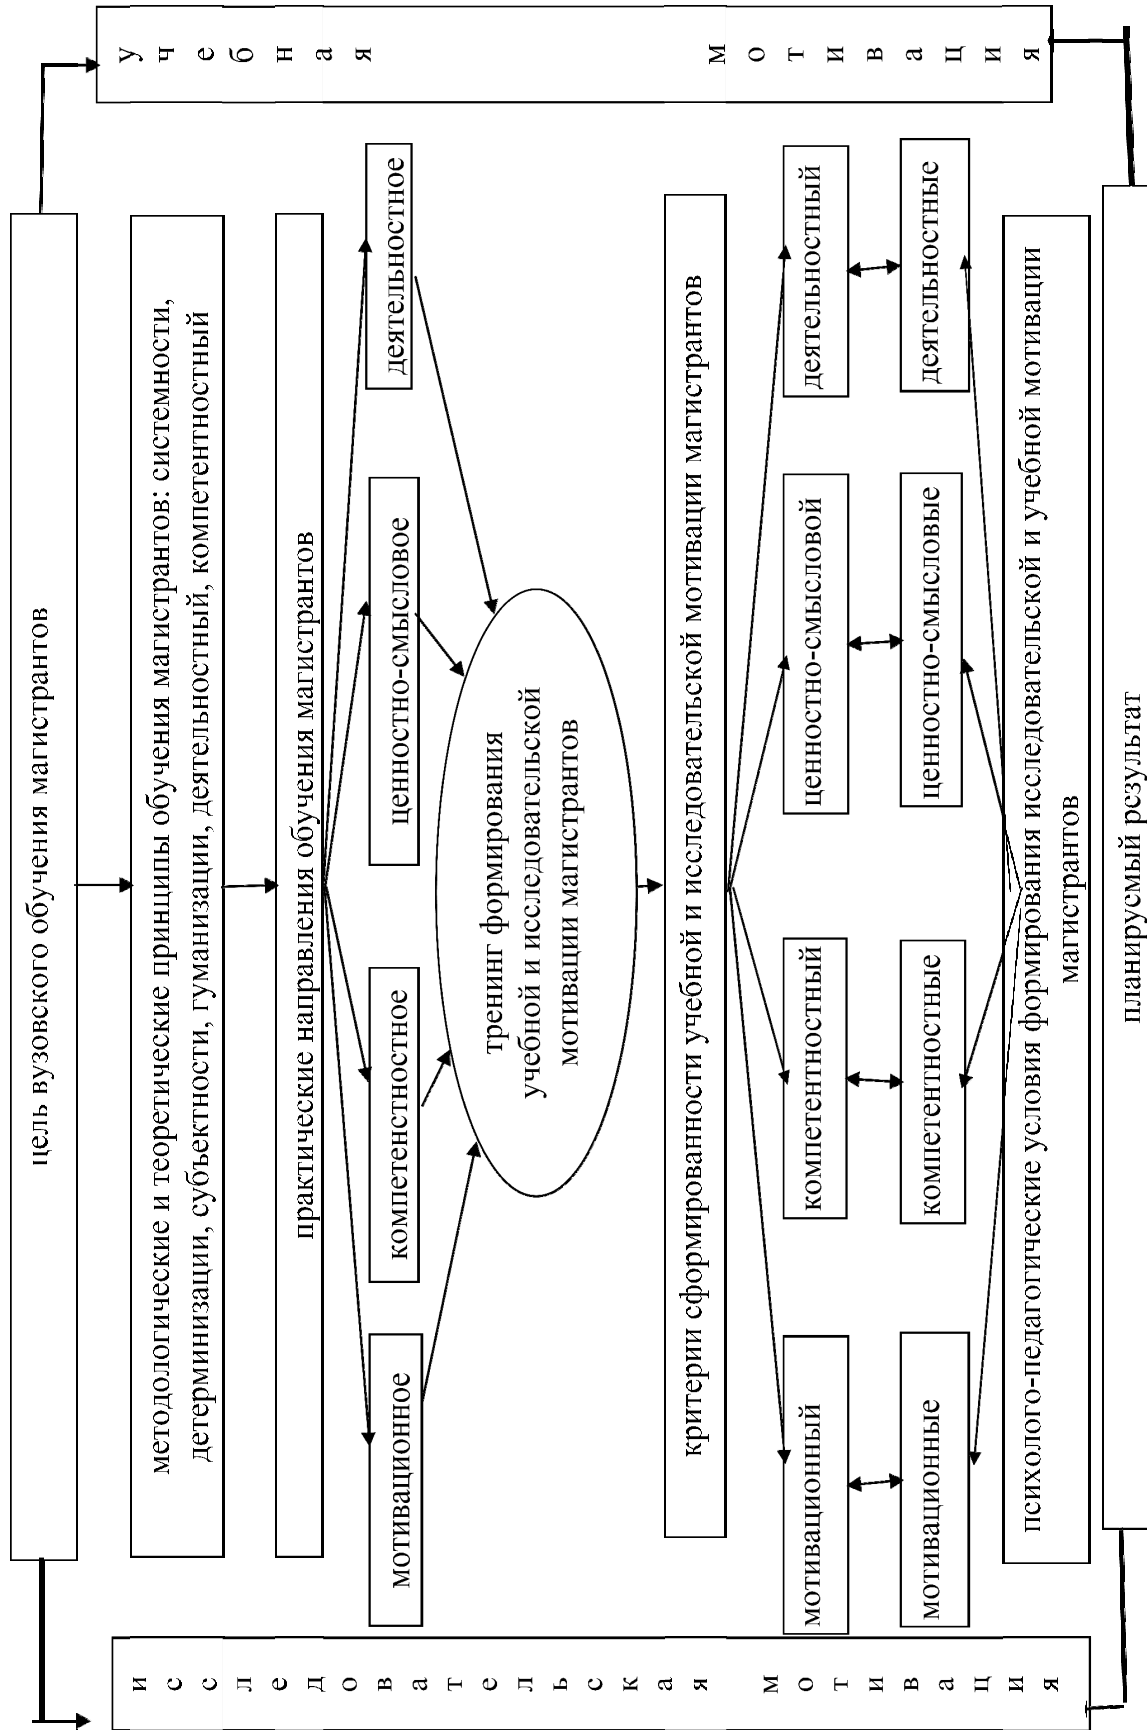 цель вузовского обучения магистрантов
методологические и теоретические принципы обучения магистрантов: системности,
детерминизации, субъектности, гуманизации, деятельностный, компетентностный
практические направления обучения магистрантов
мотивационное
компетенстностное
ценностно-смысловое
деятельностное
тренинг формирования
учебной и исследовательской
мотивации магистрантов
критерии сформированности учебной и исследовательской мотивации магистрантов
мотивационный
компетентностный
ценностно-смысловой
деятельностный
мотивационные
компетентностные
ценностно-смысловые
деятельностные
психолого-педагогические условия формирования исследовательской и учебной мотивации
магистрантов
планируемый результат
исследовательская мотивация
учебная мотивация